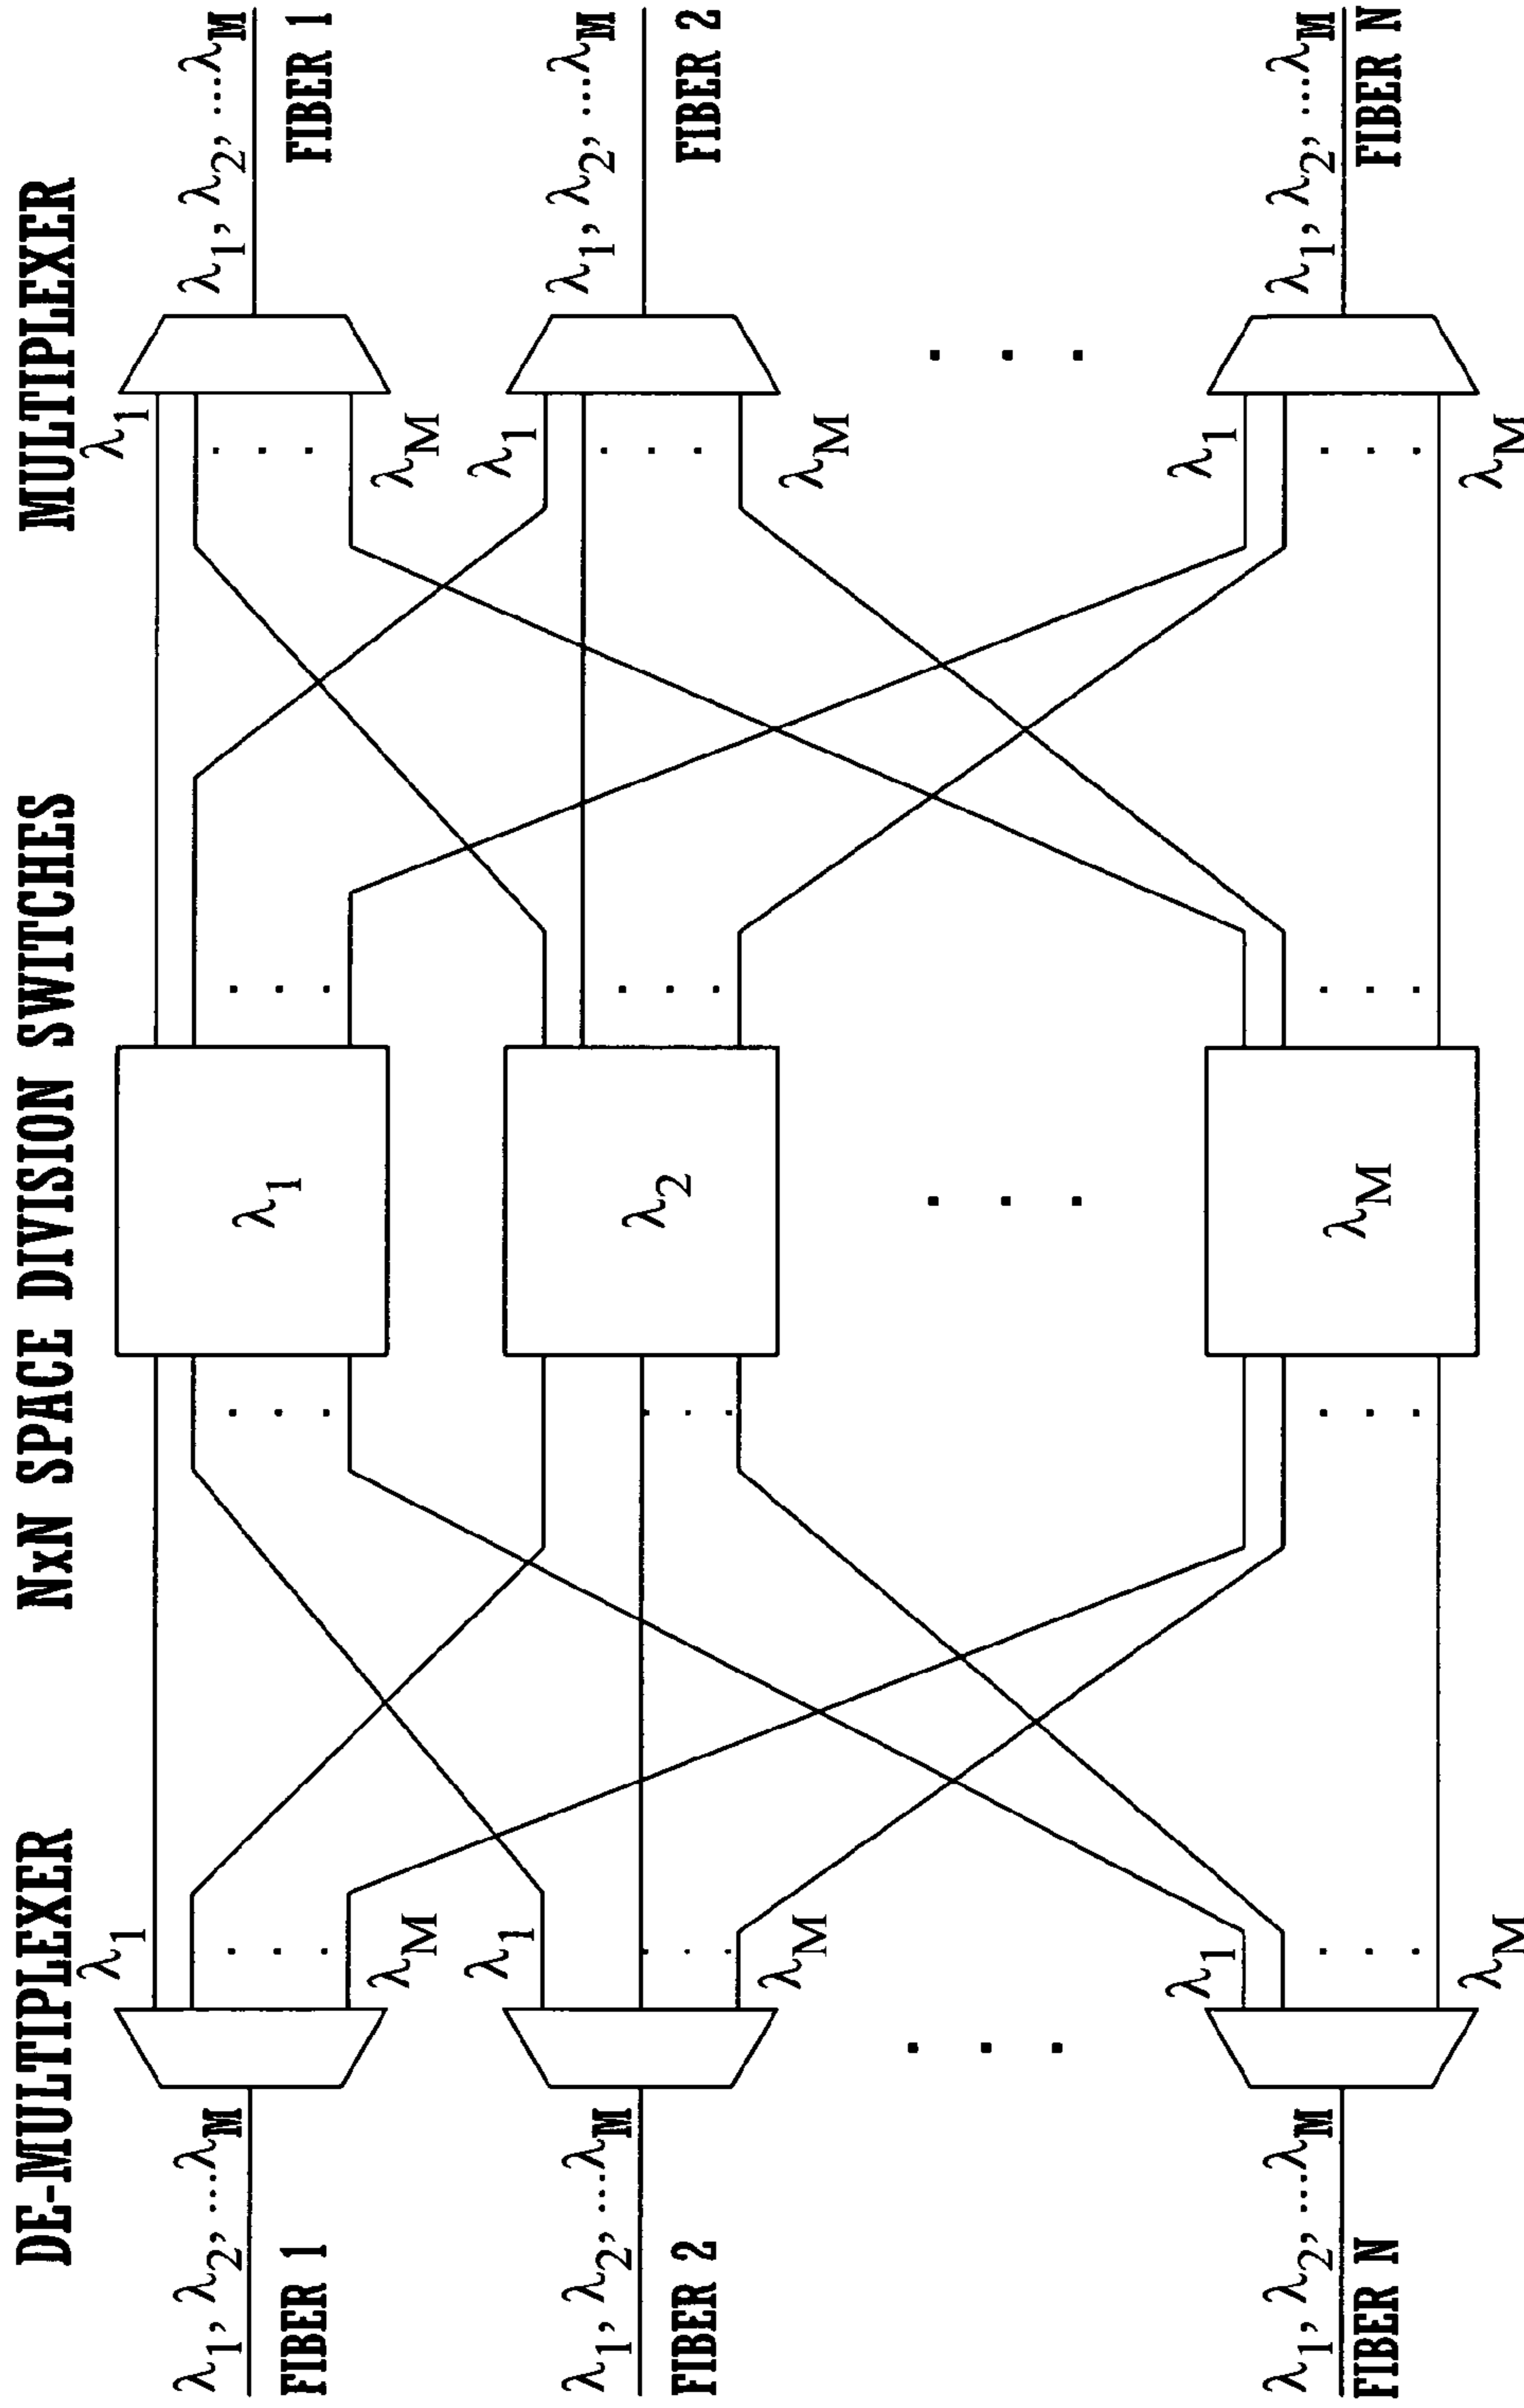 DE-MULTIPLEXER
NxN SPACE DIVISION SWITCHES
MULTIPLEXER
λ1, λ2, ...λM
FIBER 1
λ1
λM
λ1
λ1
λM
λ1, λ2, ...λM
FIBER 1
λ1, λ2, ...λM
FIBER 2
λ1
λM
λ2
λ1
λM
λ1, λ2, ...λM
FIBER 2
λ1, λ2, ...λM
FIBER N
λ1
λM
λM
λ1
λM
λ1, λ2, ...λM
FIBER N